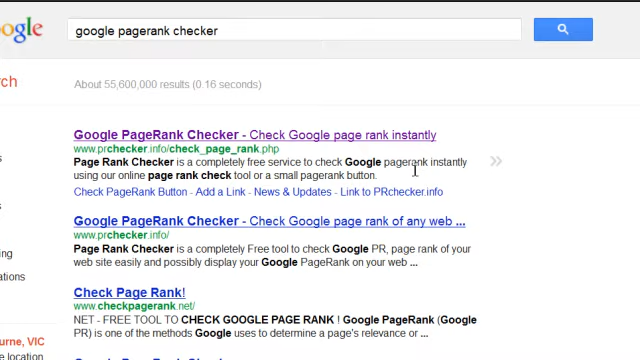 ogle
google pagerank checker
rch
About 55,600,000 results (0.16 seconds)
Google PageRank Checker - Check Google page rank instantly
www.prchecker.info/check_page_rank.php
Page Rank Checker is a completely free service to check Google pagerank instantly
using our online page rank check tool or a small pagerank button.
Check PageRank Button - Add a Link - News & Updates - Link to PRchecker.info
s
Google PageRank Checker - Check Google page rank of any web ...
www.prchecker.info/
s
Page Rank Checker is a completely Free tool to check Google PR, page rank of your
ing
web site easily and possibly display your Google PageRank on your web ...
ations
Check Page Rank!
www.checkpagerank.net/
NET - FREE TOOL TO CHECK GOOGLE PAGE RANK ! Google PageRank (Google
PR) is one of the methods Google uses to determine a page's relevance or ...
urne, VIC
e location